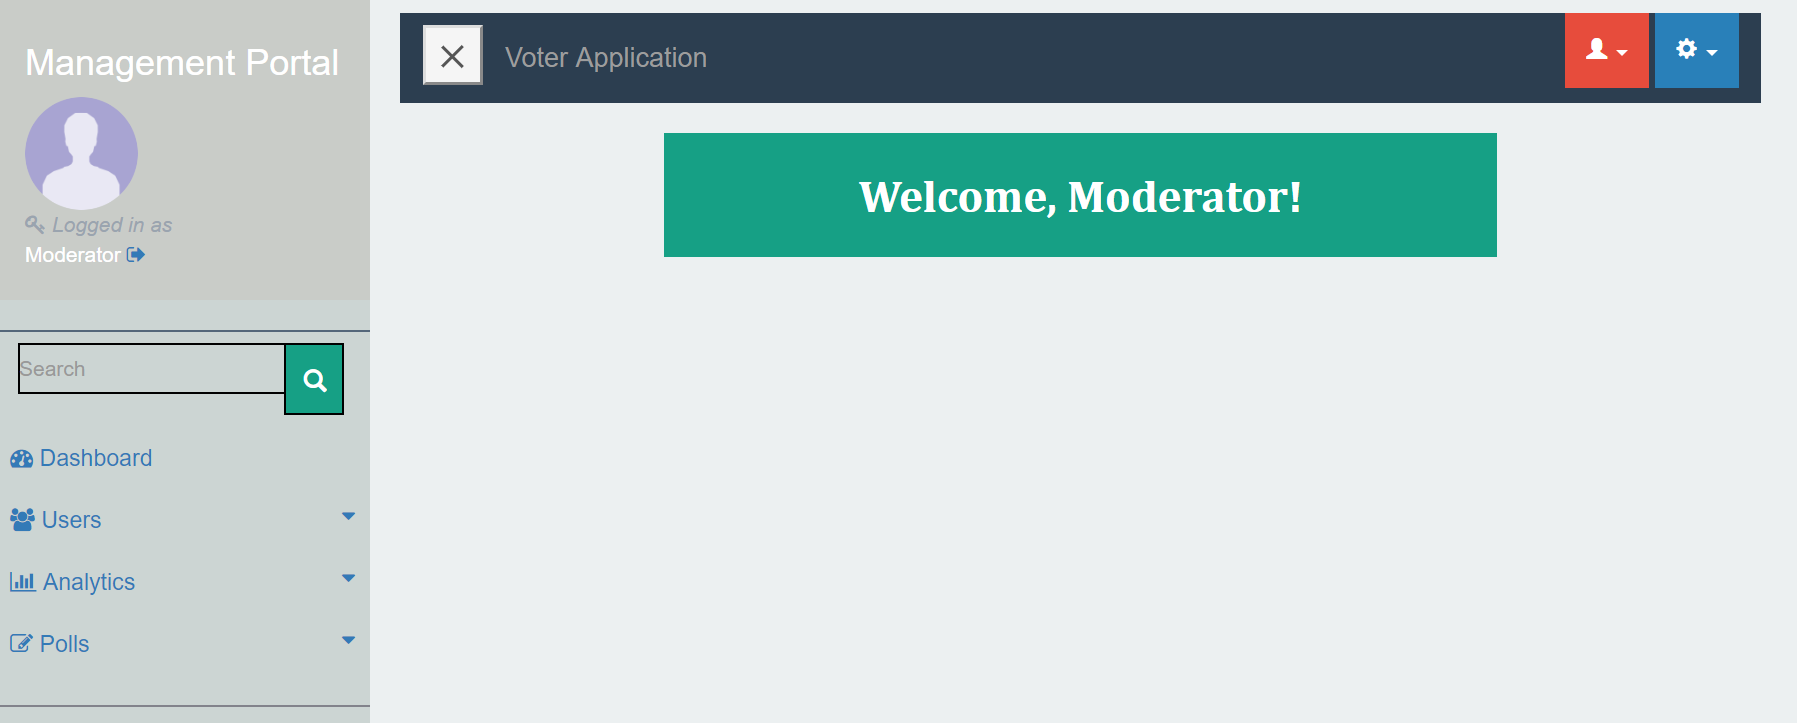 Management Portal
Logged in as
Moderator
Search
Dashboard
Users
Analytics
Polls
Voter Application
Welcome, Moderator!